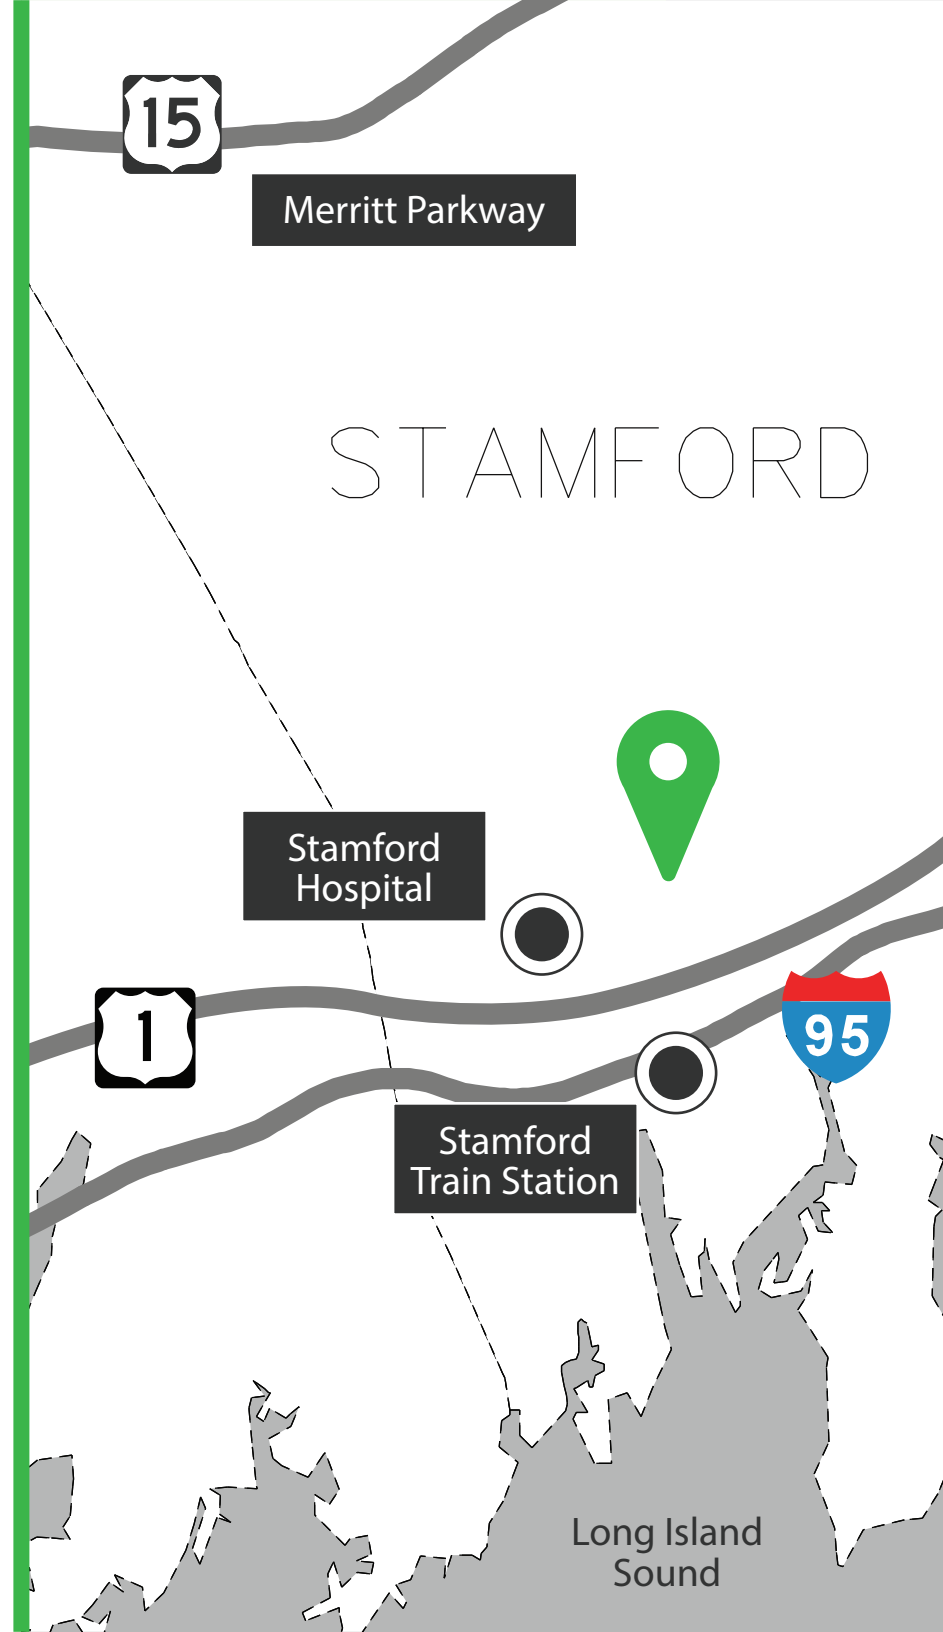 15
Merritt Parkway
STAMFORD
Stamford
Hospital
1
95
Stamford
Train Station
Long Island
Sound